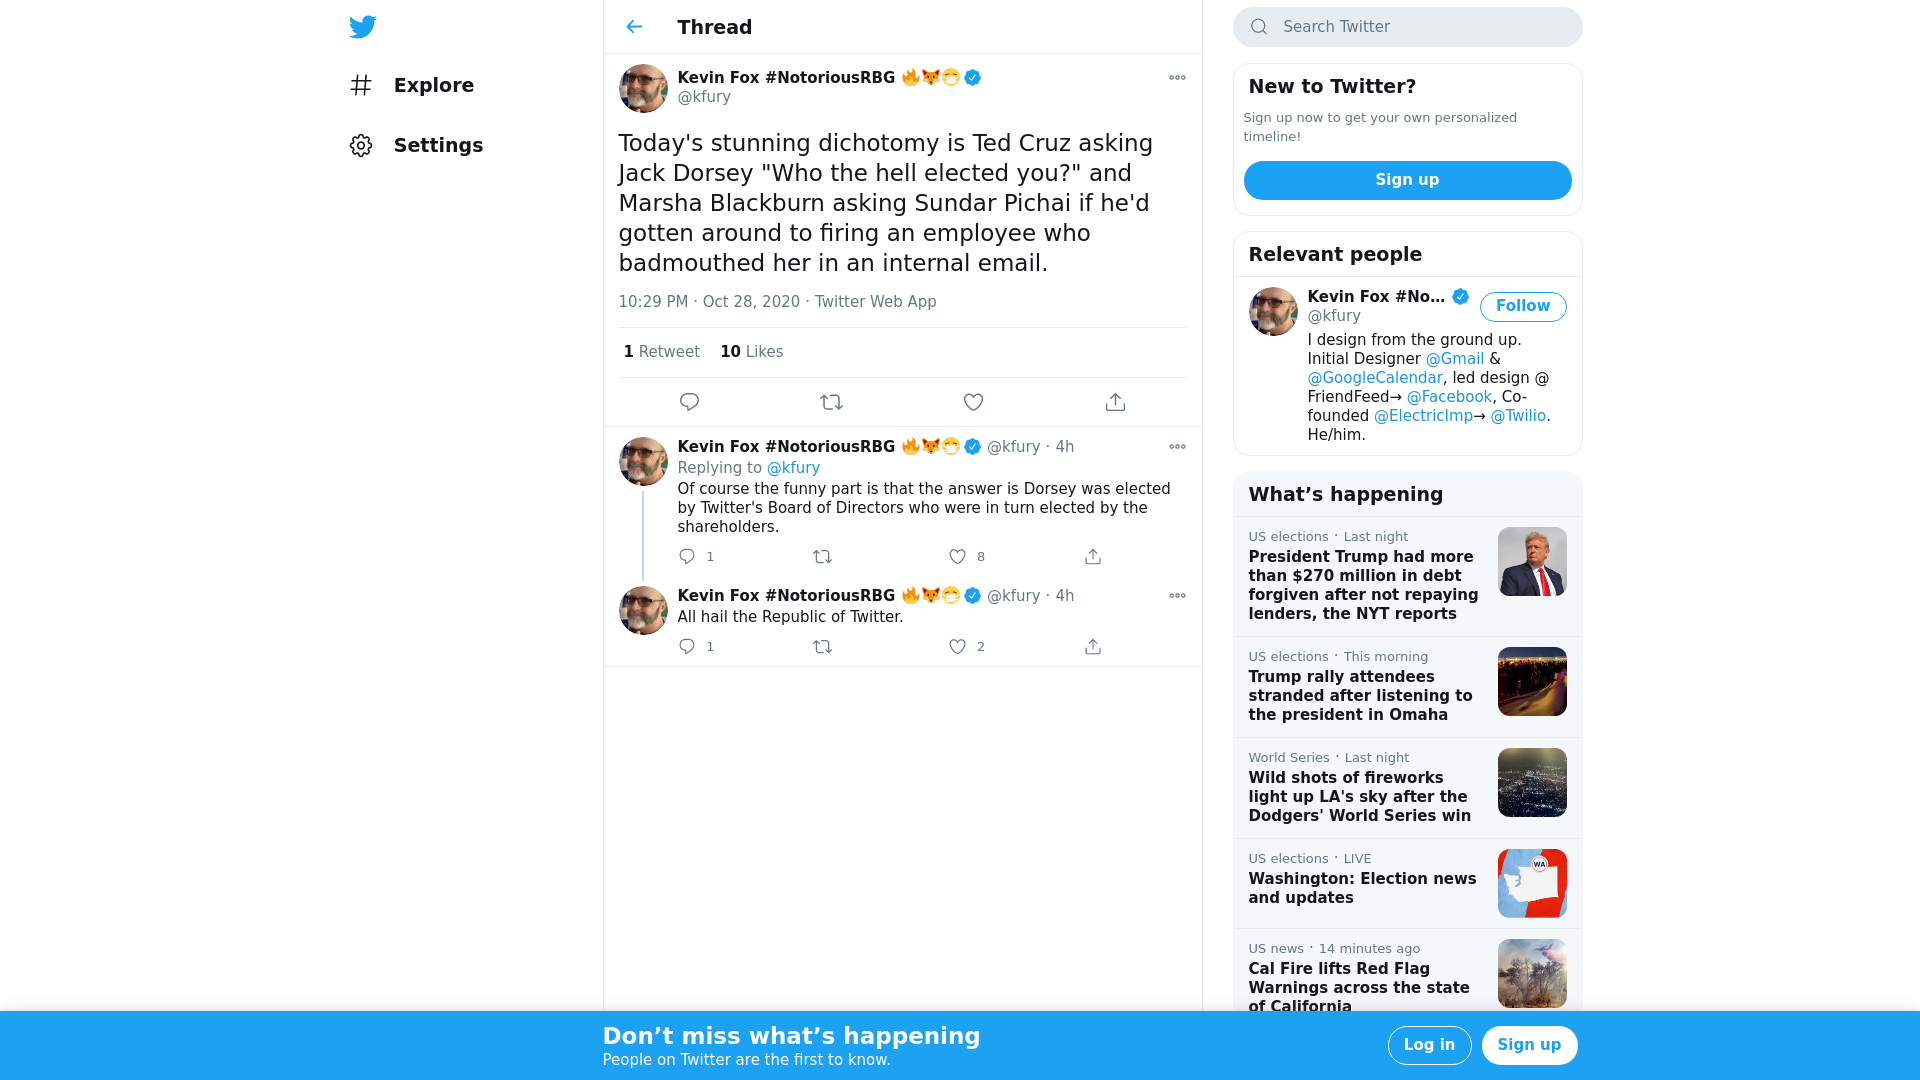 Explore
Settings
Thread
Kevin Fox #NotoriousRBG 🔥🦊😷
@kfury
Today's stunning dichotomy is Ted Cruz asking
Jack Dorsey "Who the hell elected you?" and
Marsha Blackburn asking Sundar Pichai if he'd
gotten around to firing an employee who
badmouthed her in an internal email.
10:29 PM · Oct 28, 2020 · Twitter Web App
1 Retweet 10 Likes
Kevin Fox #NotoriousRBG 🔥🦊😷 @kfury · 4h
Replying to @kfury
Of course the funny part is that the answer is Dorsey was elected
by Twitter's Board of Directors who were in turn elected by the
shareholders.
1 8
Kevin Fox #NotoriousRBG 🔥🦊😷 @kfury · 4h
All hail the Republic of Twitter.
1 2
Search Twitter
New to Twitter?
Sign up now to get your own personalized
timeline!
Sign up
Relevant people
Kevin Fox #No...
@kfury
Follow
I design from the ground up.
Initial Designer @Gmail &
@GoogleCalendar, led design @
FriendFeed→ @Facebook, Co-
founded @ElectricImp→ @Twilio.
He/him.
What’s happening
US elections · Last night
President Trump had more
than $270 million in debt
forgiven after not repaying
lenders, the NYT reports
US elections · This morning
Trump rally attendees
stranded after listening to
the president in Omaha
World Series · Last night
Wild shots of fireworks
light up LA's sky after the
Dodgers' World Series win
US elections · LIVE
Washington: Election news
and updates
WA
US news · 14 minutes ago
Cal Fire lifts Red Flag
Warnings across the state
of California
Don’t miss what’s happening
People on Twitter are the first to know.
Log in
Sign up